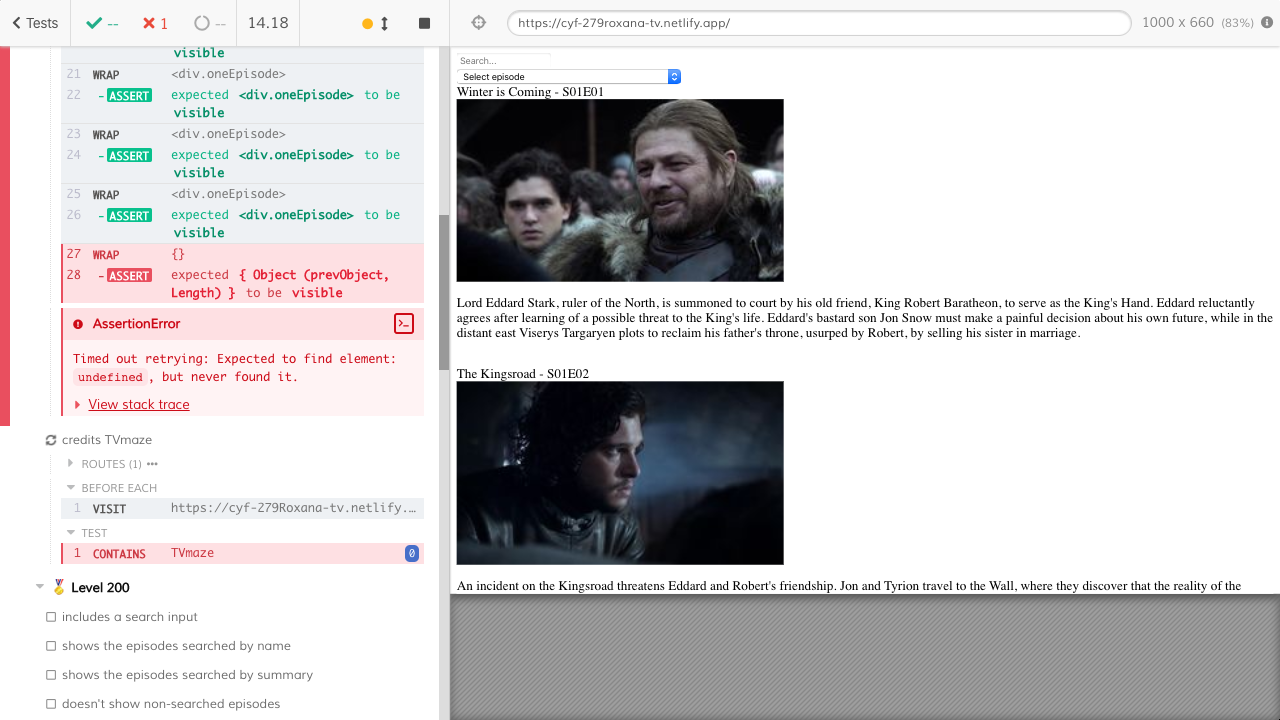 Tests
--
1
--
14.18
https://cyf-279roxana-tv.netlify.app/
1000 x 660 (83%)
visible
21 WRAP <div.oneEpisode>
22 -ASSERT expected <div.oneEpisode> to be
visible
23 WRAP <div.oneEpisode>
24 -ASSERT expected <div.oneEpisode> to be
visible
25 WRAP <div.oneEpisode>
26 -ASSERT expected <div.oneEpisode> to be
visible
27 WRAP {}
28 -ASSERT expected { Object (prevObject,
Length) } to be visible
AssertionError
Timed out retrying: Expected to find element:
undefined, but never found it.
View stack trace
credits TVmaze
ROUTES (1)
BEFORE EACH
1 VISIT https://cyf-279Roxana-tv.netlify.…
TEST
1 CONTAINS TVmaze 0
Level 200
includes a search input
shows the episodes searched by name
shows the episodes searched by summary
doesn't show non-searched episodes
Search...
Select episode
Winter is Coming - S01E01
Lord Eddard Stark, ruler of the North, is summoned to court by his old friend, King Robert Baratheon, to serve as the King's Hand. Eddard reluctantly
agrees after learning of a possible threat to the King's life. Eddard's bastard son Jon Snow must make a painful decision about his own future, while in the
distant east Viserys Targaryen plots to reclaim his father's throne, usurped by Robert, by selling his sister in marriage.
The Kingsroad - S01E02
An incident on the Kingsroad threatens Eddard and Robert's friendship. Jon and Tyrion travel to the Wall, where they discover that the reality of the